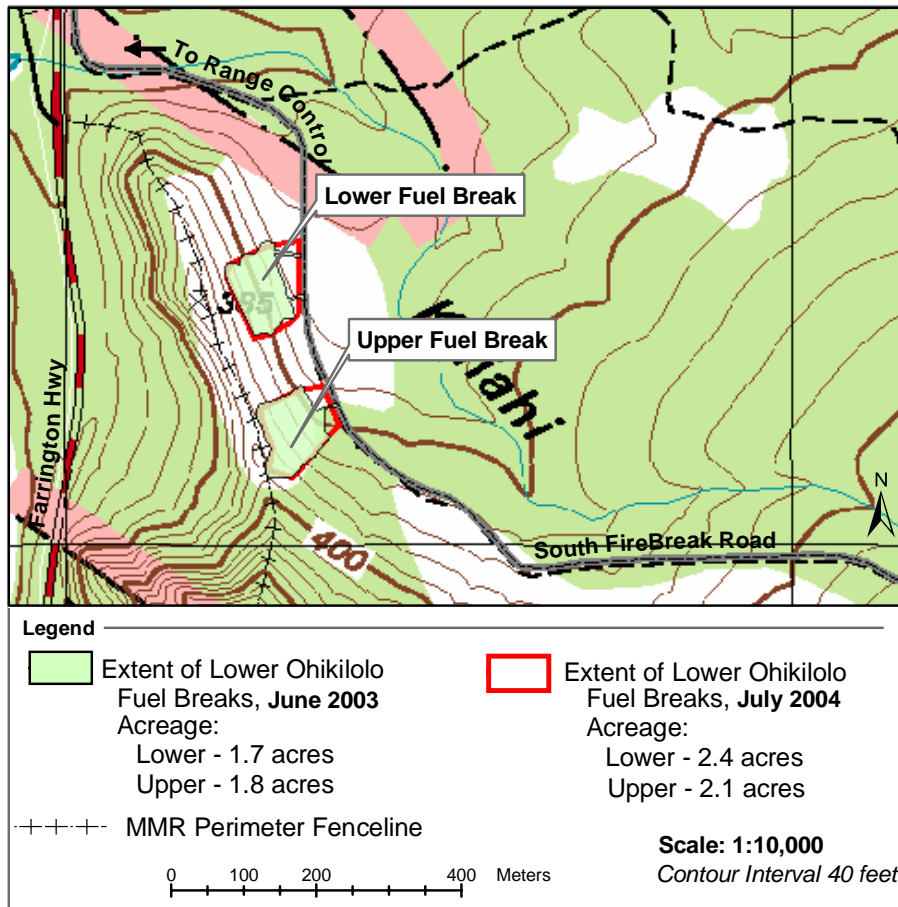 To Range Control
Lower Fuel Break
385
Upper Fuel Break
Farrington Hwy
N
400
South FireBreak Road
Legend
Extent of Lower Ohikilolo
Fuel Breaks, June 2003
Acreage:
Lower - 1.7 acres
Upper - 1.8 acres
Extent of Lower Ohikilolo
Fuel Breaks, July 2004
Acreage:
Lower - 2.4 acres
Upper - 2.1 acres
MMR Perimeter Fenceline
0 100 200 400 Meters
Scale: 1:10,000
Contour Interval 40 feet